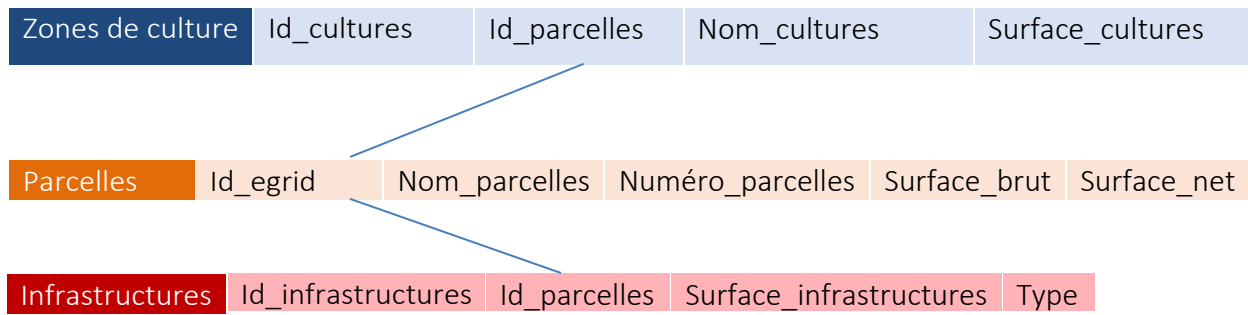 Zones de culture Id_cultures Id_parcelles Nom_cultures Surface_cultures
Parcelles Id_egrid Nom_parcelles Numéro_parcelles Surface_brut Surface_net
Infrastructures Id_infrastructures Id_parcelles Surface_infrastructures Type